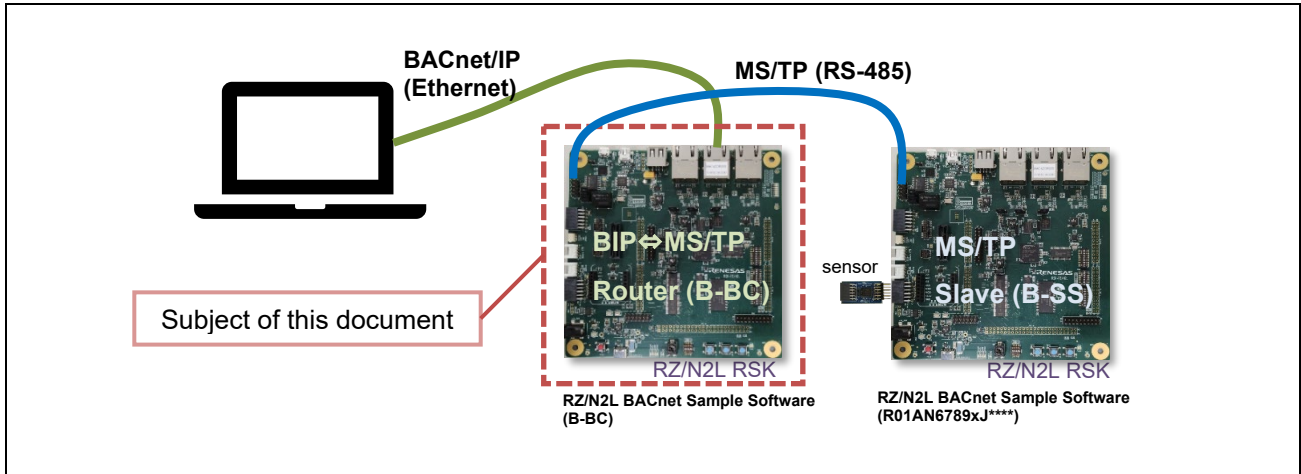 BACnet/IP
(Ethernet)
MS/TP (RS-485)
BIP⇔MS/TP
Router (B-BC)
sensor
MS/TP
Slave (B-SS)
RENESAS
RENESAS
Subject of this document
RZ/N2L RSK
RZ/N2L RSK
RZ/N2L BACnet Sample Software
(B-BC)
RZ/N2L BACnet Sample Software
(R01AN6789xJ****)